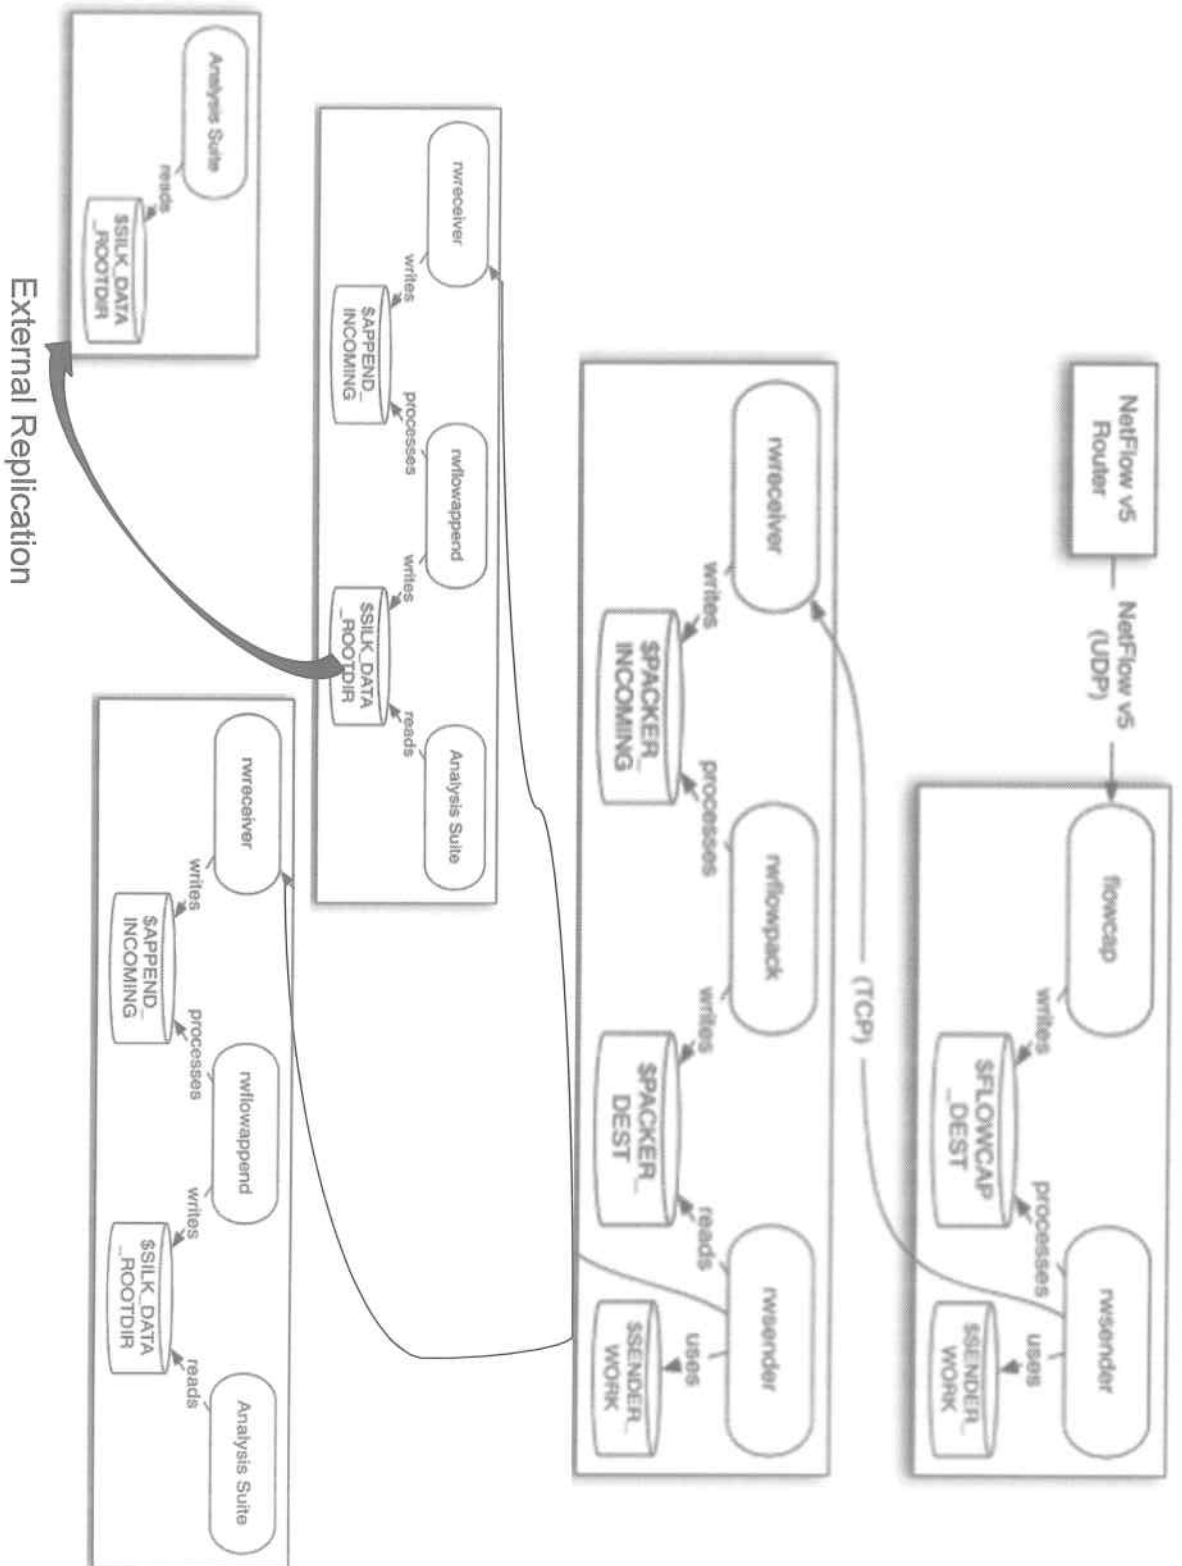 NetFlow v5
Router
NetFlow v5
(UDP)
flowcap
writes
$FLOWCAP
_DEST
processes
rwsender
uses
$SENDER_
WORK
(TCP)
rwreceiver
writes
$PACKER_
INCOMING
processes
rwflowpack
writes
$PACKER_
DEST
reads
rwsender
uses
$SENDER_
WORK
rwreceiver
writes
$APPEND_
INCOMING
processes
rwflowappend
writes
$SILK_DATA
_ROOTDIR
reads
Analysis Suite
rwreceiver
writes
$APPEND_
INCOMING
processes
rwflowappend
writes
$SILK_DATA
_ROOTDIR
reads
Analysis Suite
Analysis Suite
reads
$SILK_DATA
_ROOTDIR
External Replication